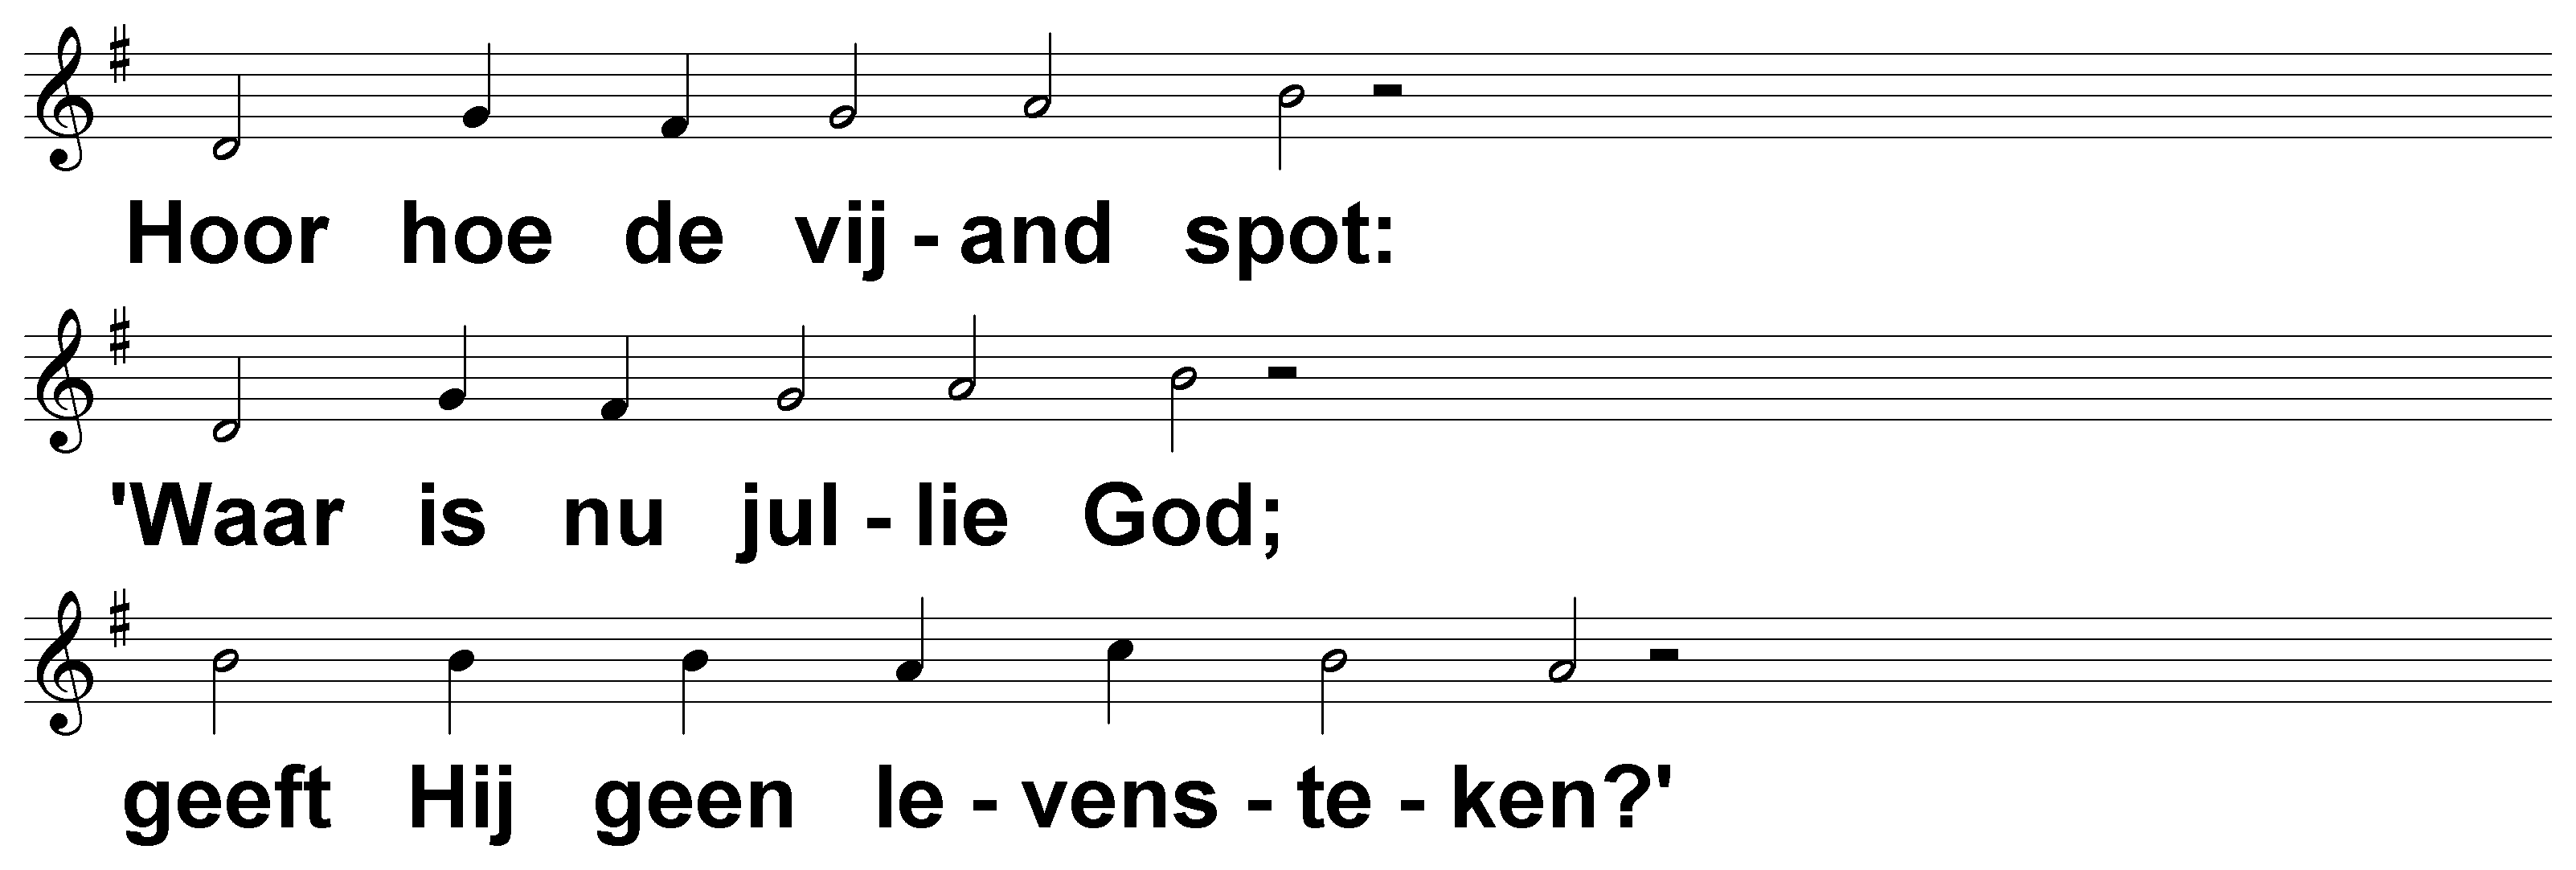 Hoor hoe de vij - and spot:
'Waar is nu jul - lie God;
geeft Hij geen le - vens - te - ken?'